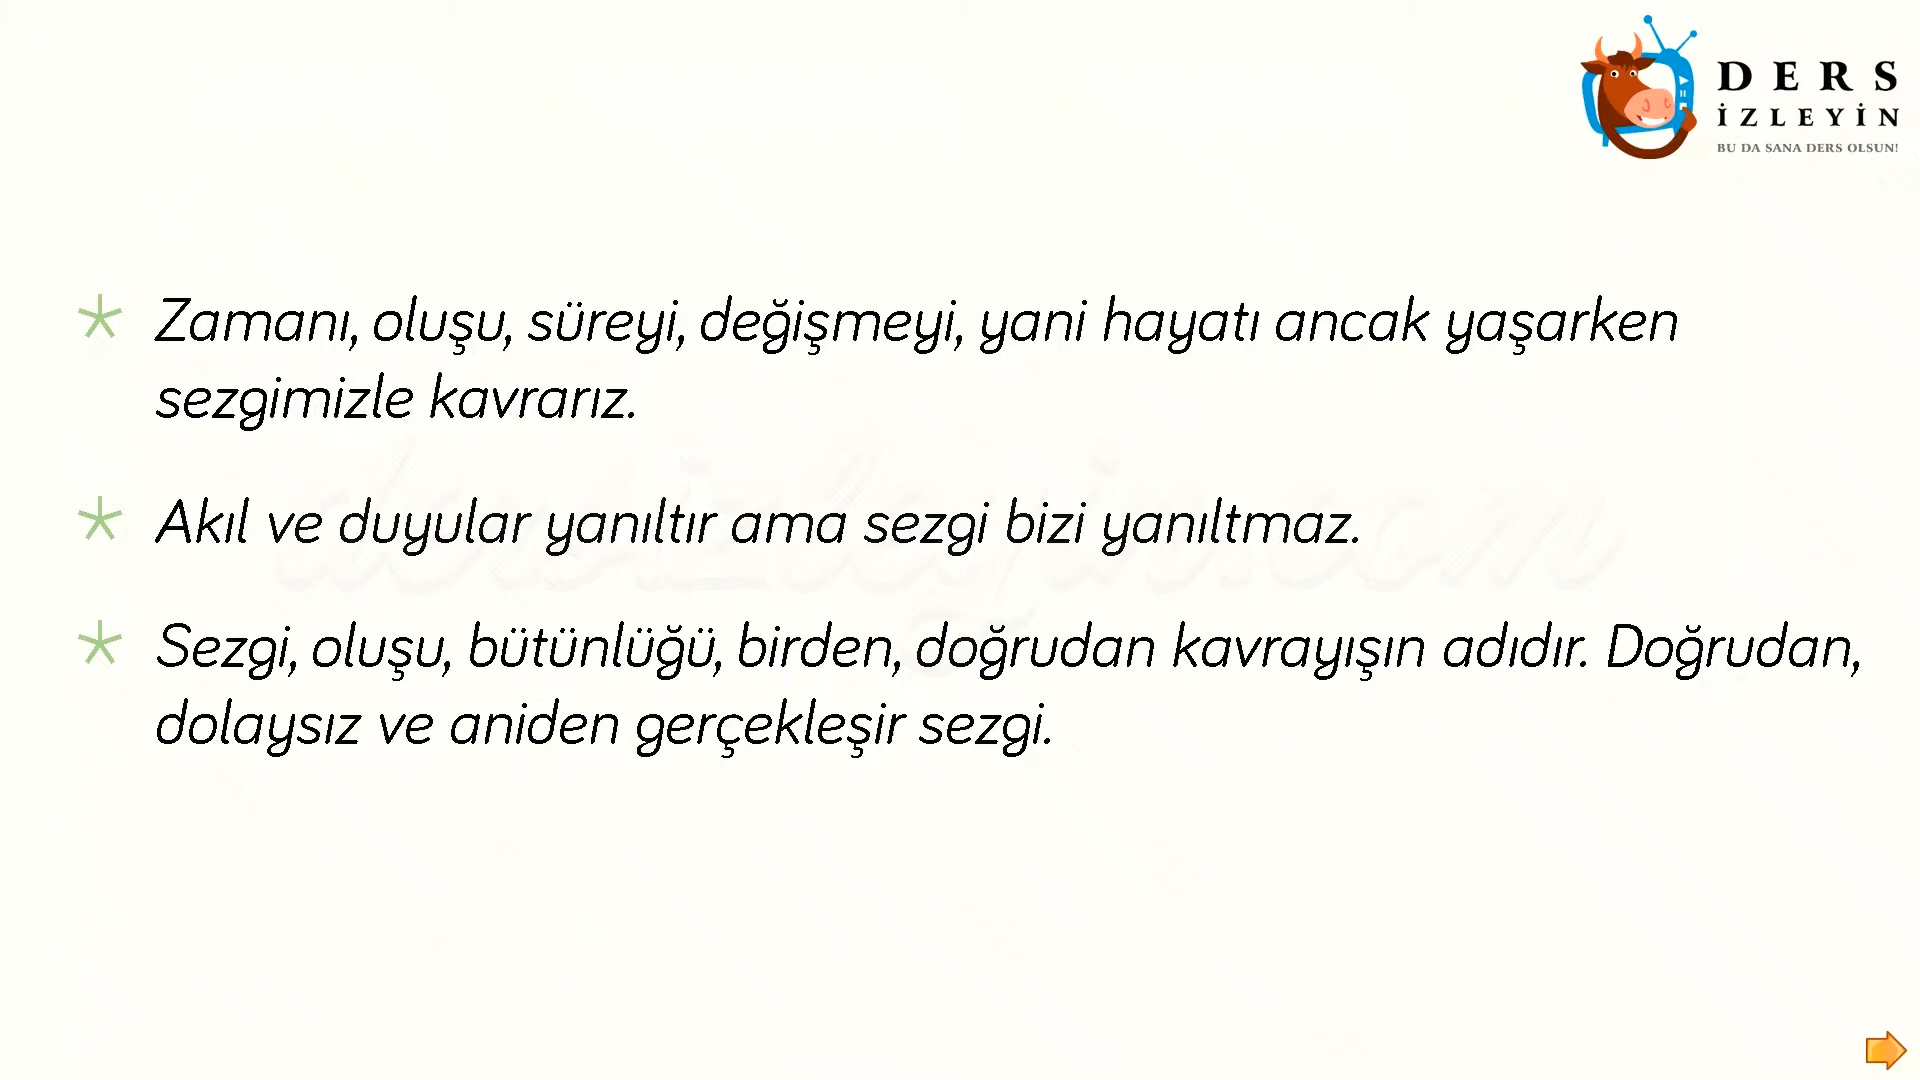 DERS
İZLEYİN
BU DA SANA DERS OLSUN!
Zamanı, oluşu, süreyi, değişmeyi, yani hayatı ancak yaşarken
sezgimizle kavrarız.
Akıl ve duyular yanıltır ama sezgi bizi yanıltmaz.
dersizleyin.com
Sezgi, oluşu, bütünlüğü, birden, doğrudan kavrayışın adıdır. Doğrudan,
dolaysız ve aniden gerçekleşir sezgi.